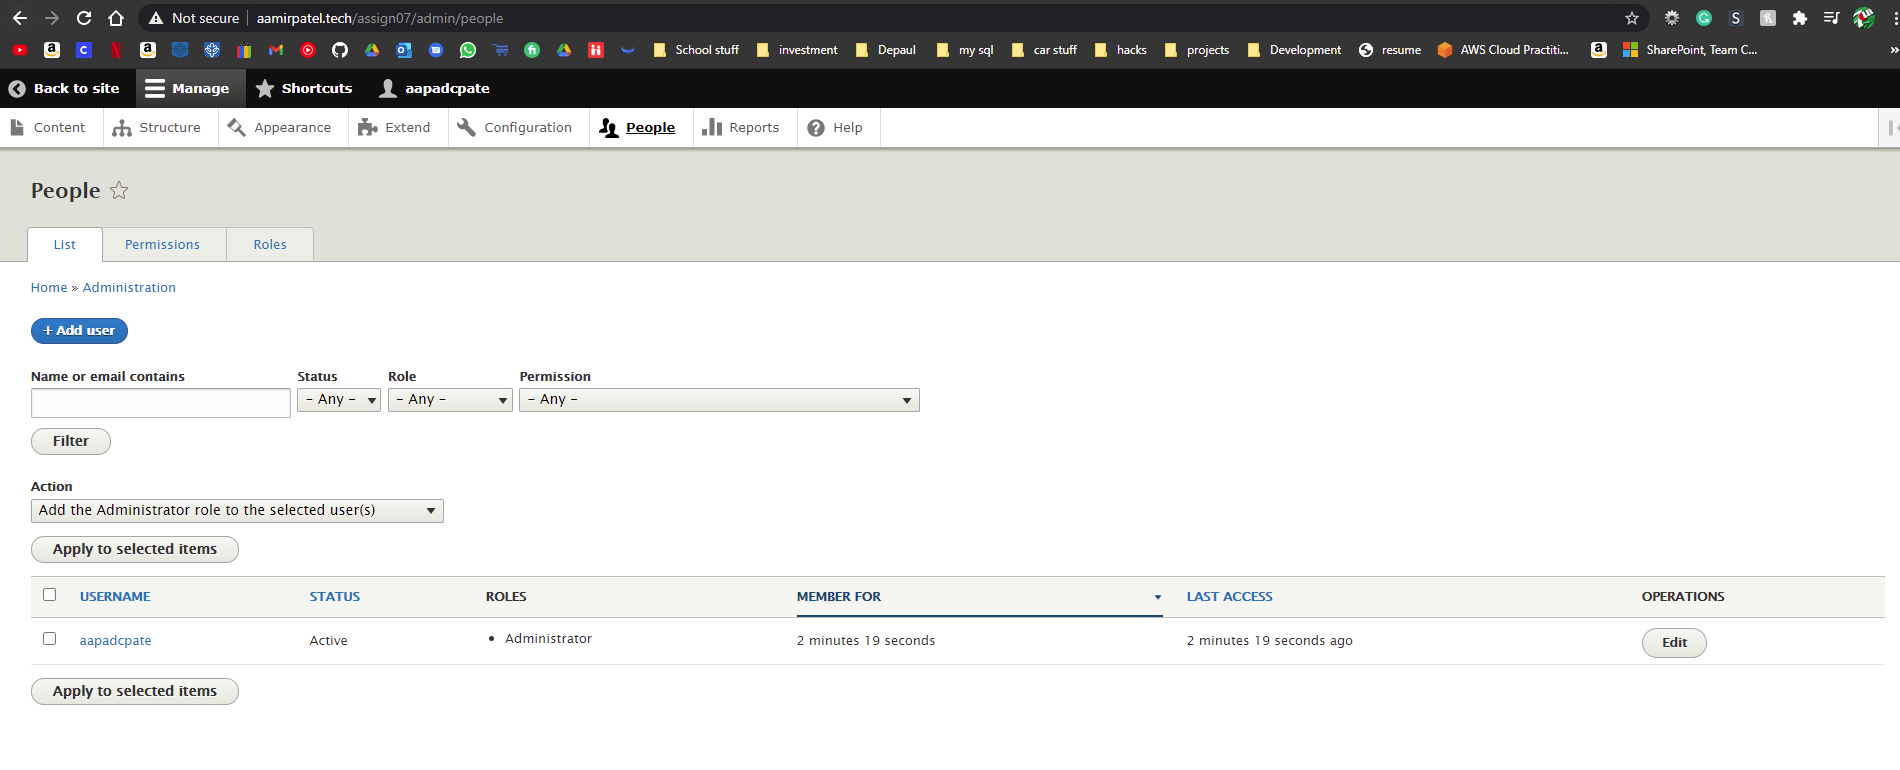 Not secure aamirpatel.tech/assign07/admin/people
School stuff investment Depaul my sql car stuff hacks projects Development resume AWS Cloud Practiti... SharePoint, Team C...
Back to site Manage Shortcuts aapadcpate
Content Structure Appearance Extend Configuration People Reports Help
People
List Permissions Roles
Home » Administration
+ Add user
Name or email contains Status Role Permission
- Any - - Any - - Any -
Filter
Action
Add the Administrator role to the selected user(s)
Apply to selected items
USERNAME STATUS ROLES MEMBER FOR LAST ACCESS OPERATIONS
aapadcpate Active • Administrator 2 minutes 19 seconds 2 minutes 19 seconds ago Edit
Apply to selected items